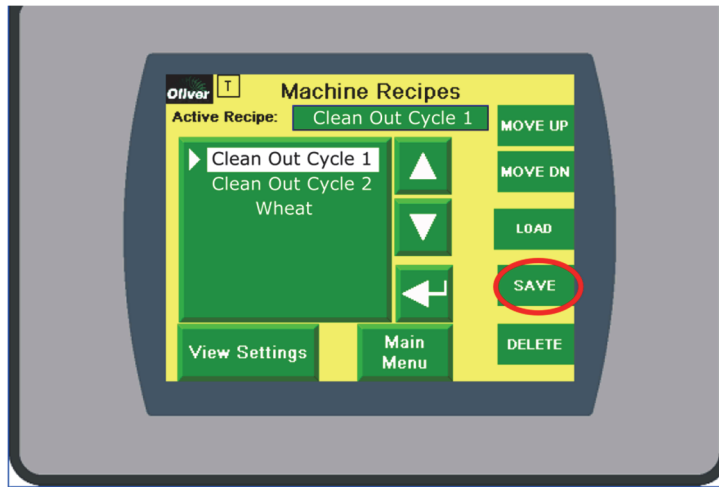 Oliver
T
Machine Recipes
Active Recipe:
Clean Out Cycle 1
MOVE UP
Clean Out Cycle 1
Clean Out Cycle 2
Wheat
MOVE DN
LOAD
SAVE
DELETE
View Settings
Main
Menu